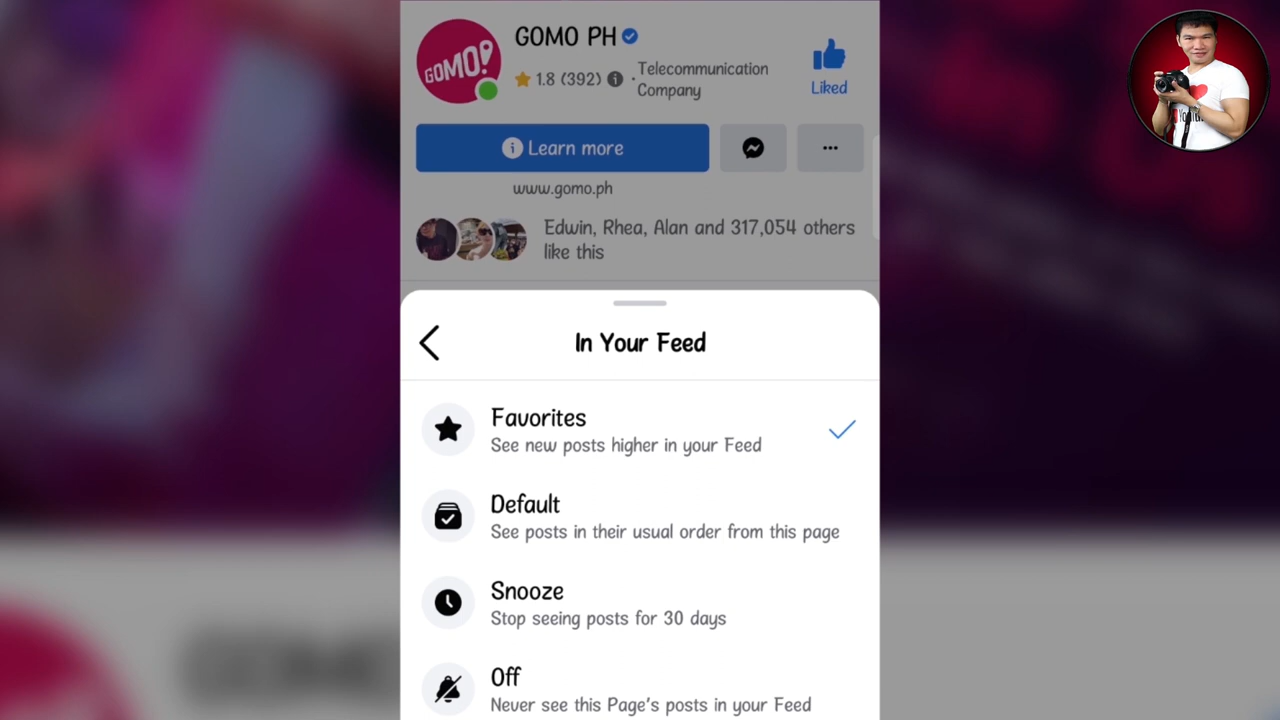 GOMO!
GOMO PH
1.8 (392) · Telecommunication
Company
Liked
Learn more
www.gomo.ph
Edwin, Rhea, Alan and 317,054 others
like this
In Your Feed
Favorites
See new posts higher in your Feed
Default
See posts in their usual order from this page
Snooze
Stop seeing posts for 30 days
Off
Never see this Page's posts in your Feed